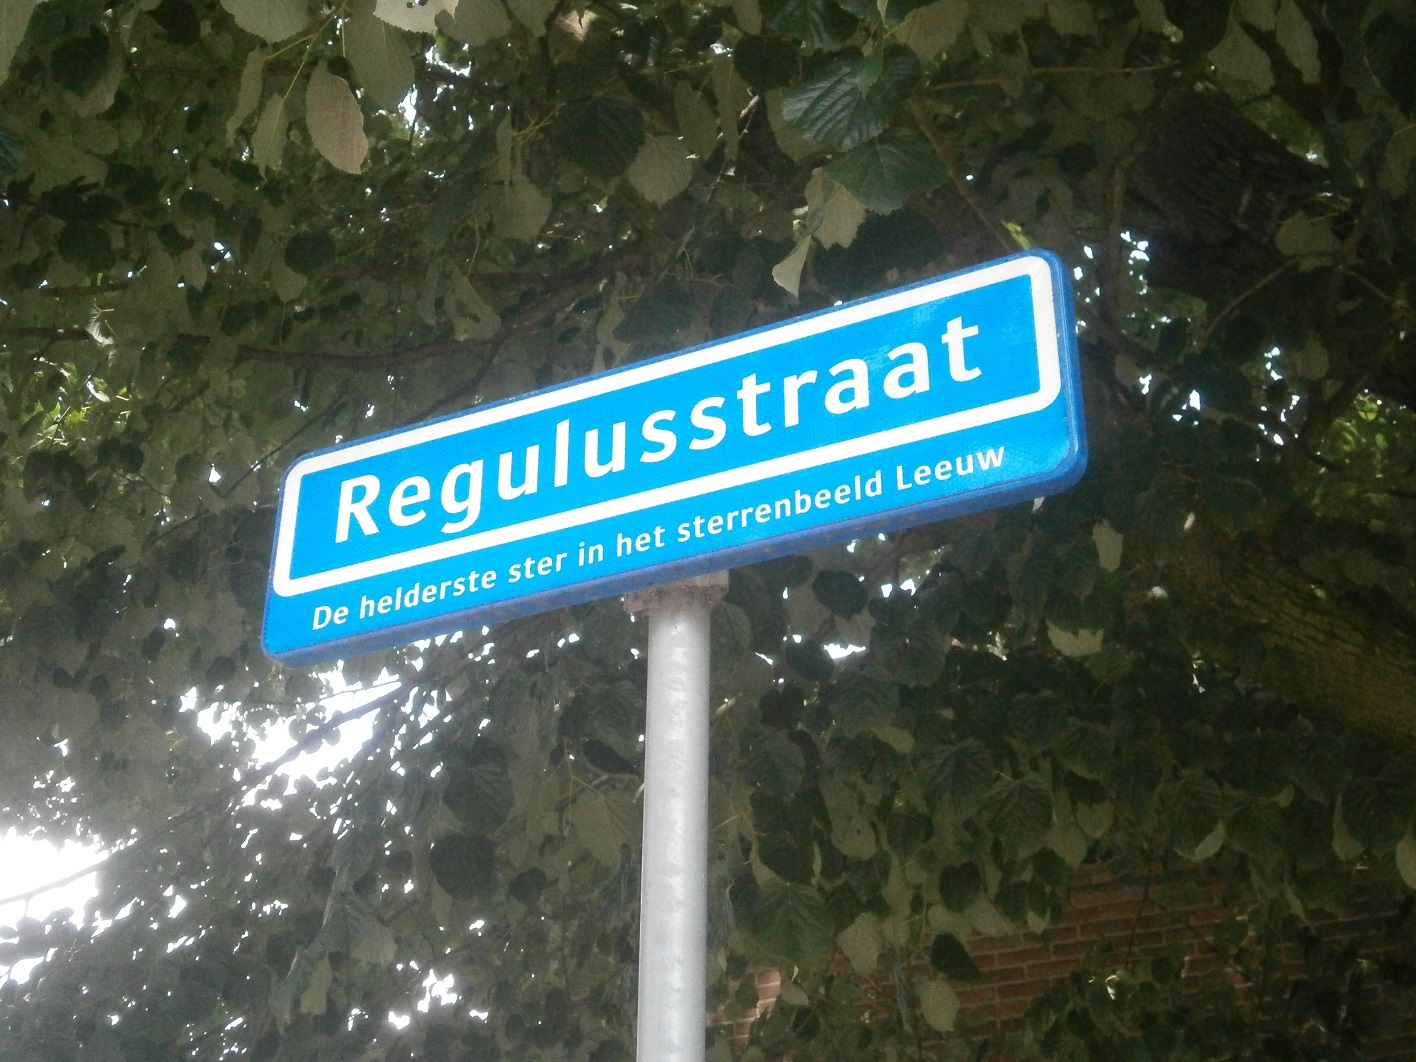 Regulusstraat
De helderste ster in het sterrenbeeld Leeuw